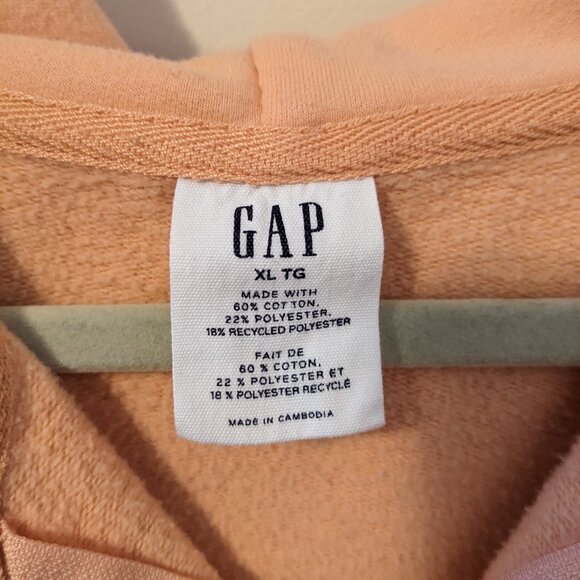 GAP
XL TG
MADE WITH
60% COTTON,
22% POLYESTER,
18% RECYCLED POLYESTER
FAIT DE
60 % COTON,
22 % POLYESTER ET
18 % POLYESTER RECYCLÉ
MADE IN CAMBODIA